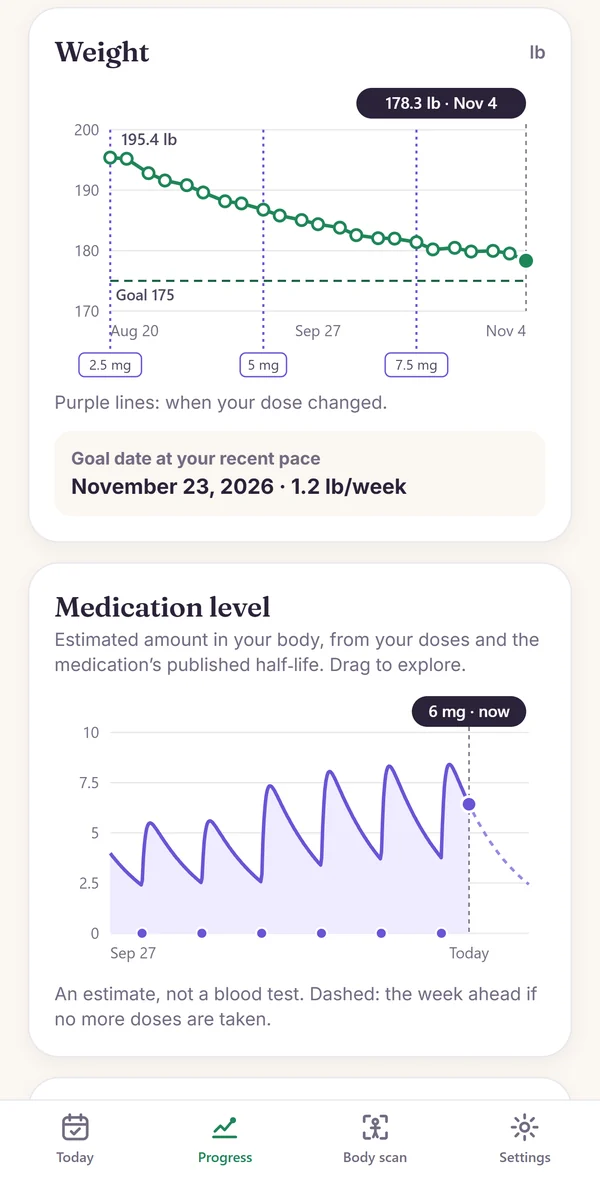 Weight
lb
178.3 lb · Nov 4
200
195.4 lb
190
180
Goal 175
170
Aug 20
Sep 27
Nov 4
2.5 mg
5 mg
7.5 mg
Purple lines: when your dose changed.
Goal date at your recent pace
November 23, 2026 · 1.2 lb/week
Medication level
Estimated amount in your body, from your doses and the
medication’s published half-life. Drag to explore.
6 mg · now
10
7.5
5
2.5
0
Sep 27
Today
An estimate, not a blood test. Dashed: the week ahead if
no more doses are taken.
Today
Progress
Body scan
Settings